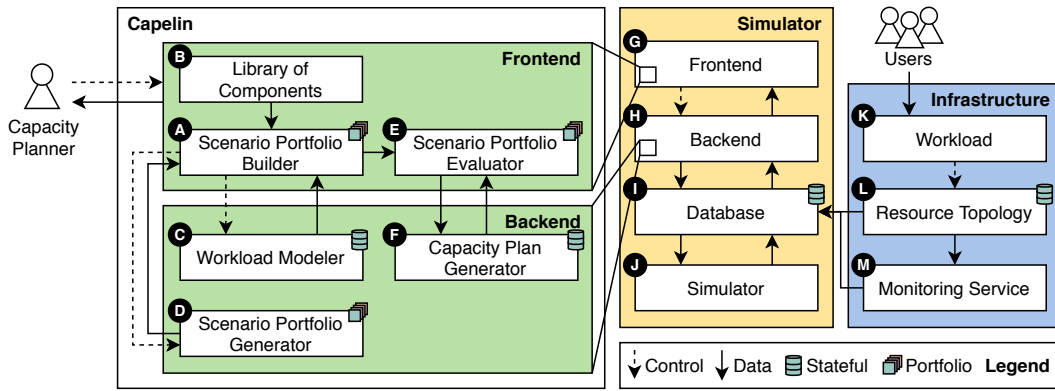 Capelin
Simulator
Users
Frontend
B
Library of
Components
Capacity
Planner
A
Scenario Portfolio
Builder
E
Scenario Portfolio
Evaluator
Backend
C
Workload Modeler
F
Capacity Plan
Generator
D
Scenario Portfolio
Generator
G
Frontend
H
Backend
I
Database
J
Simulator
Infrastructure
K
Workload
L
Resource Topology
M
Monitoring Service
Control
Data
Stateful
Portfolio
Legend